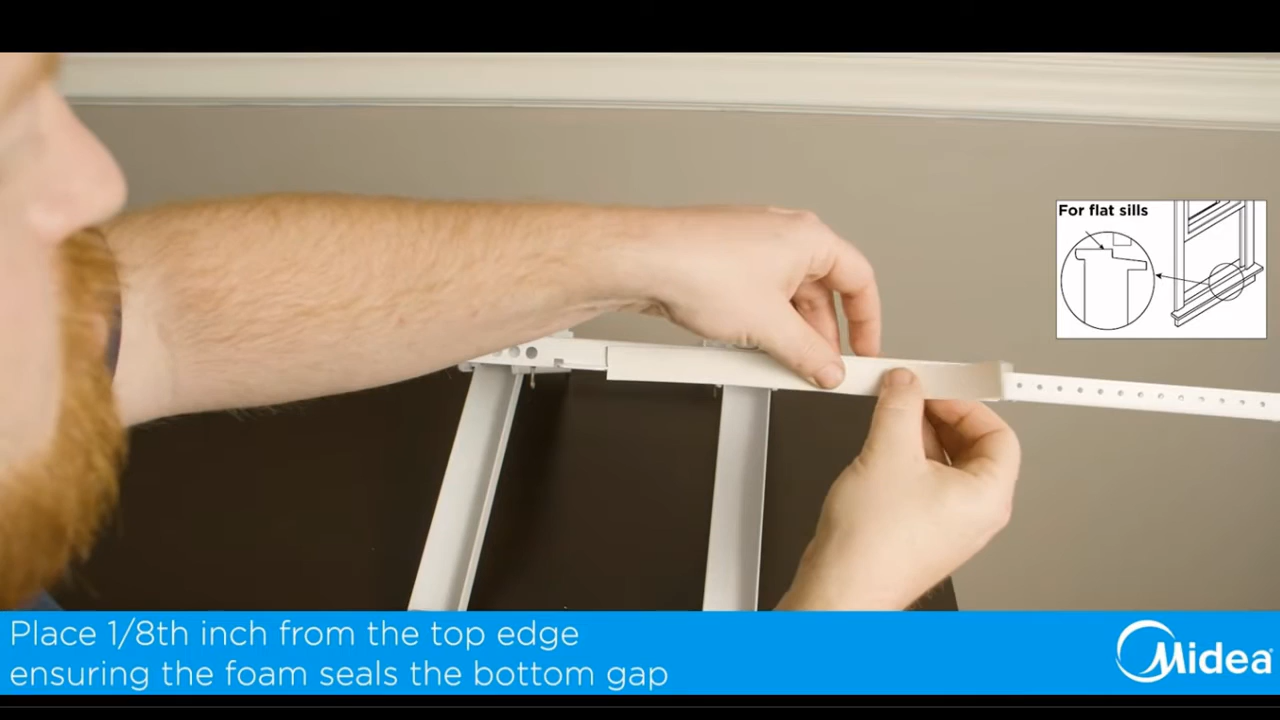 For flat sills
Place 1/8th inch from the top edge
ensuring the foam seals the bottom gap
Midea